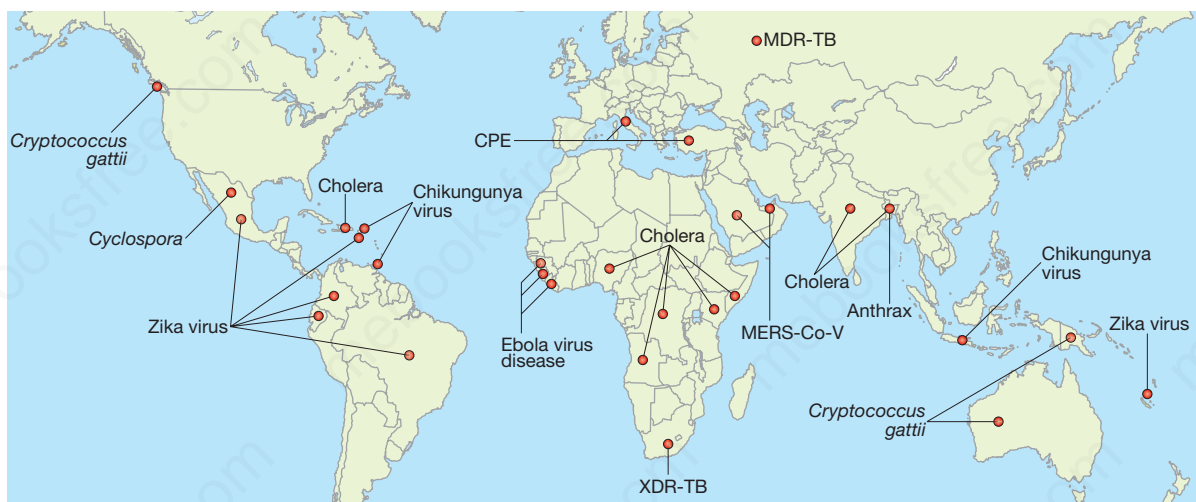 MDR-TB
Cryptococcus
gattii
CPE
Cholera
Chikungunya
virus
Cyclospora
Cholera
Cholera
Chikungunya
virus
Zika virus
Ebola virus
disease
MERS-Co-V
Anthrax
Zika virus
Cryptococcus
gattii
XDR-TB